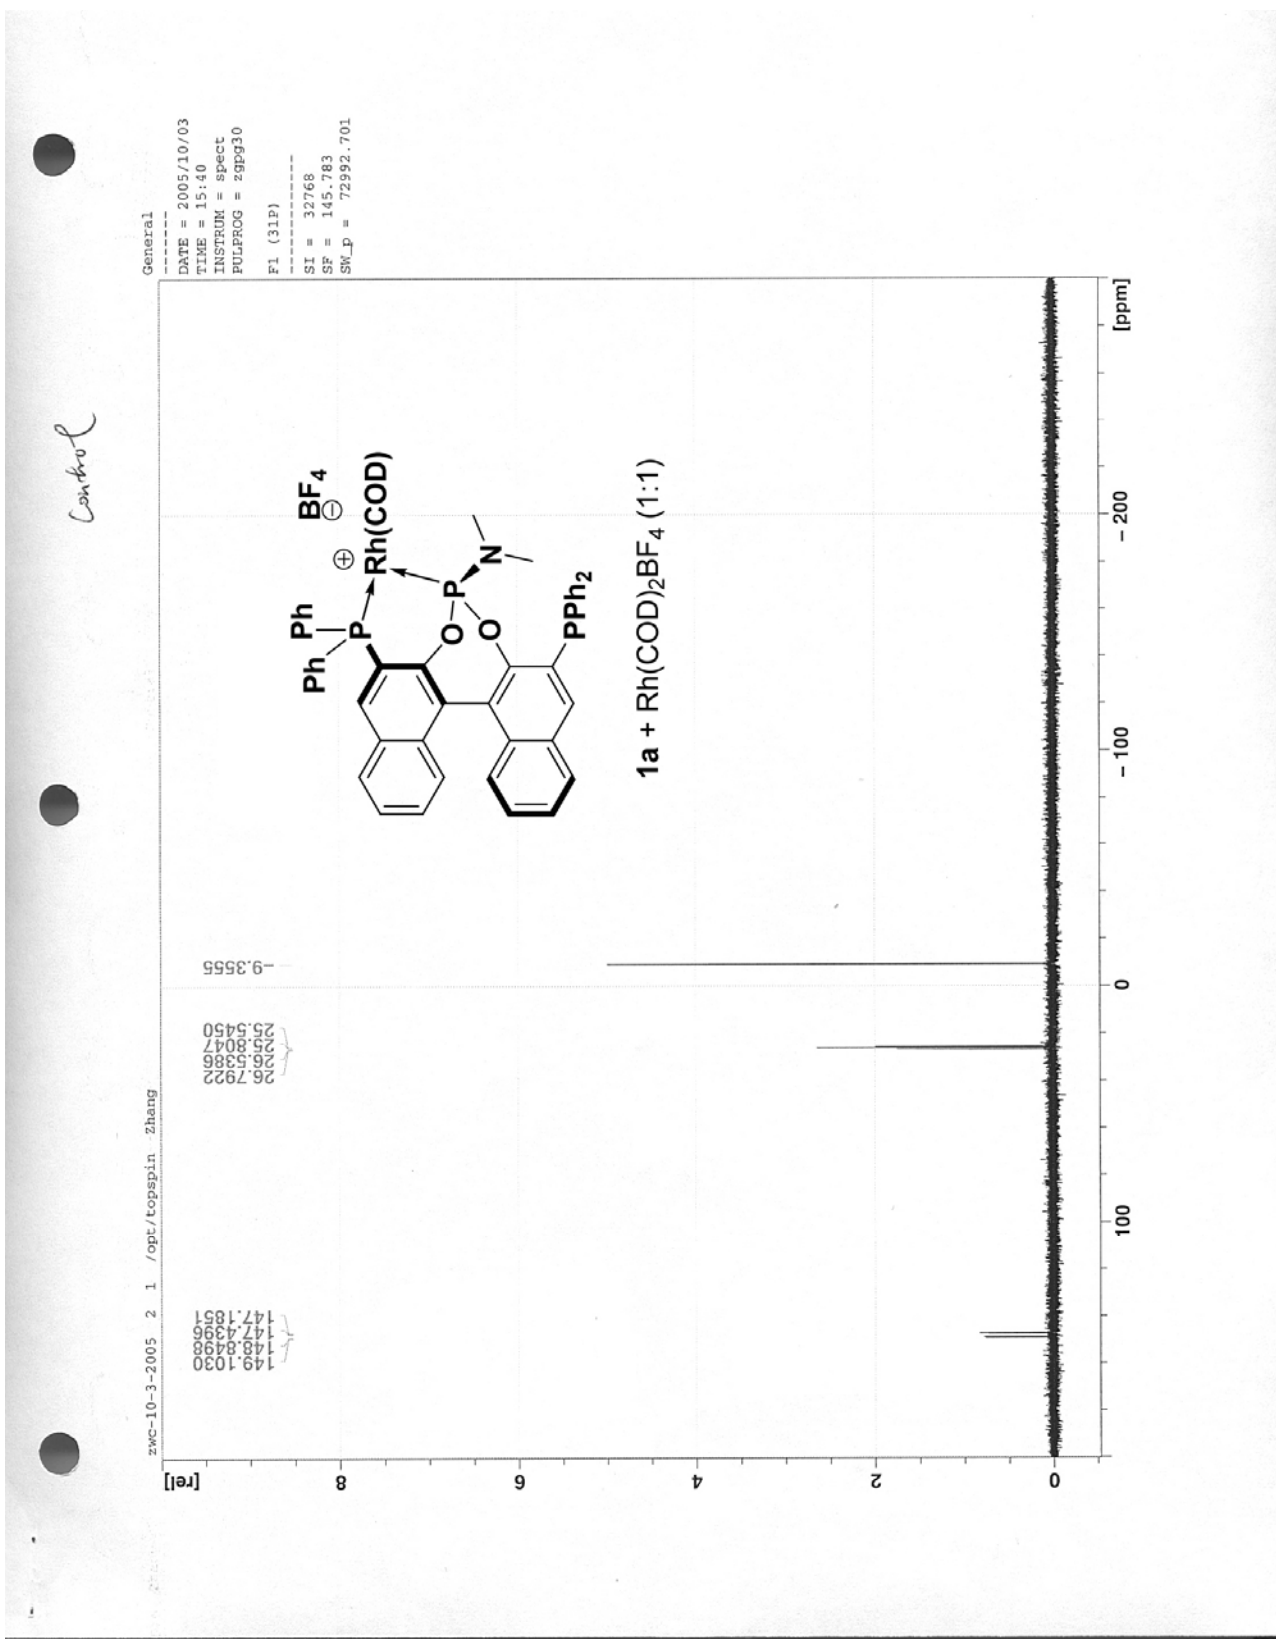 Control
General
-------
DATE = 2005/10/03
TIME = 15:40
INSTRUM = spect
PULPROG = zgpg30
F1 (31P)
-------------
SI = 32768
SF = 145.783
SW_p = 72992.701
zwc-10-3-2005 2 1 /opt/topspin Zhang
149.1030
148.8498
147.4396
147.1851
26.7922
26.5386
25.8047
25.5450
-9.3555
Ph
Ph
P
⊕
Rh(COD)
BF4
⊖
O
P
O
N
PPh2
1a + Rh(COD)2BF4 (1:1)
[rel]
8
6
4
2
0
100
0
- 100
- 200
[ppm]